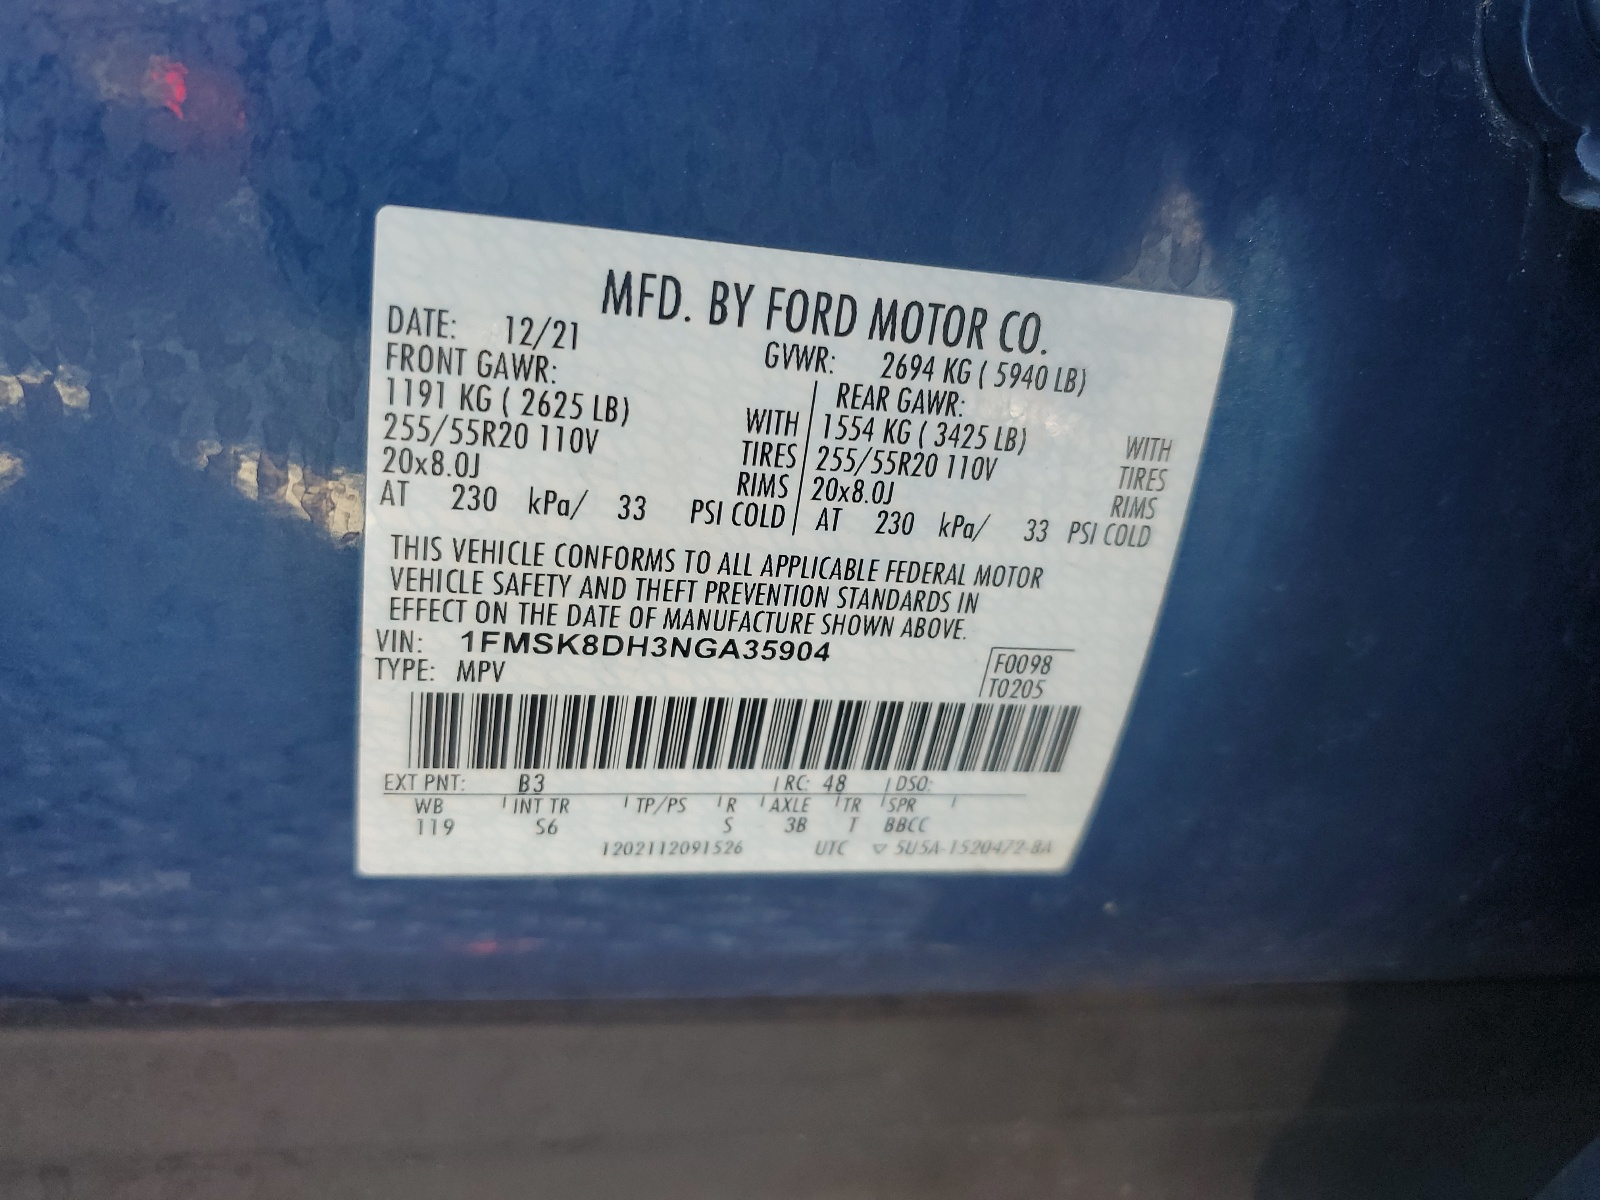 MFD. BY FORD MOTOR CO.
DATE: 12/21 GVWR: 2694 KG ( 5940 LB)
FRONT GAWR: REAR GAWR:
1191 KG ( 2625 LB) WITH 1554 KG ( 3425 LB) WITH
255/55R20 110V TIRES 255/55R20 110V TIRES
20x8.0J RIMS 20x8.0J RIMS
AT 230 kPa/ 33 PSI COLD AT 230 kPa/ 33 PSI COLD
THIS VEHICLE CONFORMS TO ALL APPLICABLE FEDERAL MOTOR
VEHICLE SAFETY AND THEFT PREVENTION STANDARDS IN
EFFECT ON THE DATE OF MANUFACTURE SHOWN ABOVE.
VIN: 1FMSK8DH3NGA35904 F0098
TYPE: MPV T0205
EXT PNT: B3 RC: 48 DSO:
WB INT TR TP/PS R AXLE TR SPR
119 S6 S 3B T BBCC
1202112091526 UTC ▽ 5U5A-1520472-BA